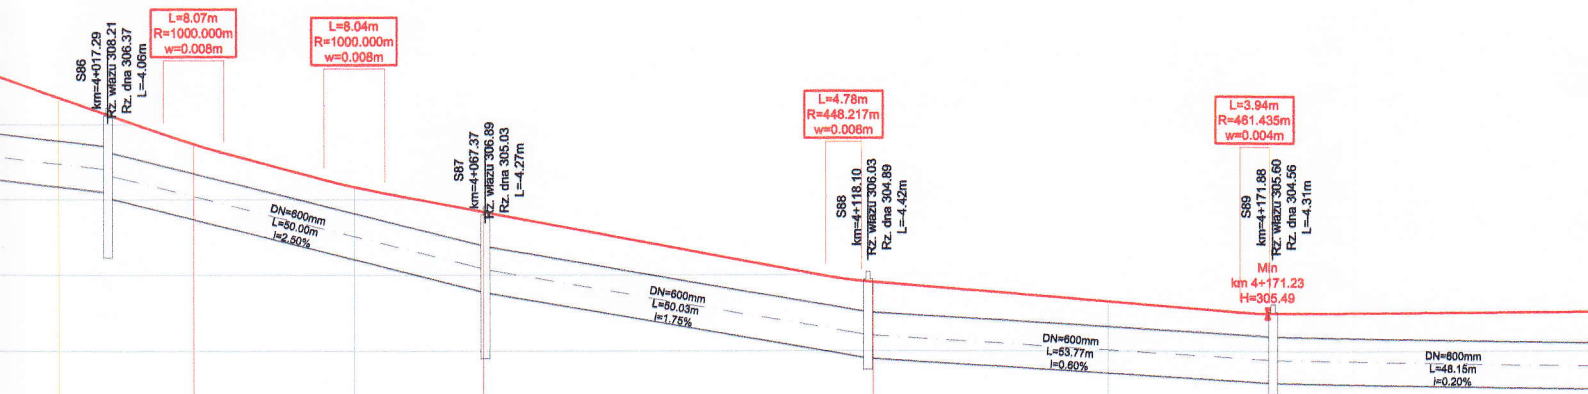 S86
km=4+017.29
Rz. włazu 308.21
Rz. dna 306.37
L=-4.06m
L=8.07m
R=1000.000m
w=0.008m
L=8.04m
R=1000.000m
w=0.008m
DN=600mm
L=50.00m
i=2.50%
S87
km=4+067.37
Rz. włazu 306.89
Rz. dna 305.03
L=-4.27m
DN=600mm
L=50.03m
i=1.75%
L=4.78m
R=448.217m
w=0.006m
S88
km=4+118.10
Rz. włazu 306.03
Rz. dna 304.89
L=-4.42m
DN=600mm
L=53.77m
i=0.60%
L=3.94m
R=461.435m
w=0.004m
S89
km=4+171.88
Rz. włazu 305.60
Rz. dna 304.56
L=-4.31m
Min
km 4+171.23
H=305.49
DN=600mm
L=48.15m
i=0.20%